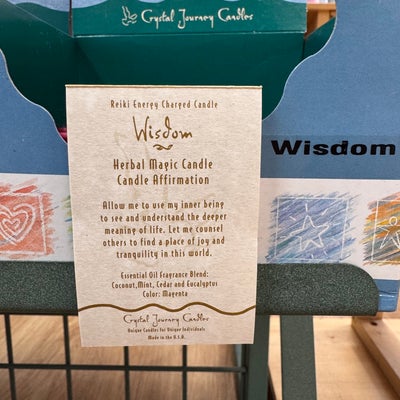 Crystal Journey Candles
Reiki Energy Charged Candle
Wisdom
Herbal Magic Candle
Candle Affirmation
Allow me to use my inner being
to see and understand the deeper
meaning of life. Let me counsel
others to find a place of joy and
tranquility in this world.
Essential Oil Fragrance Blend:
Coconut,Mint, Cedar and Eucalyptus
Color: Magenta
Crystal Journey Candles
Unique Candles for Unique Individuals
Made in the U.S.A.
Wisdom